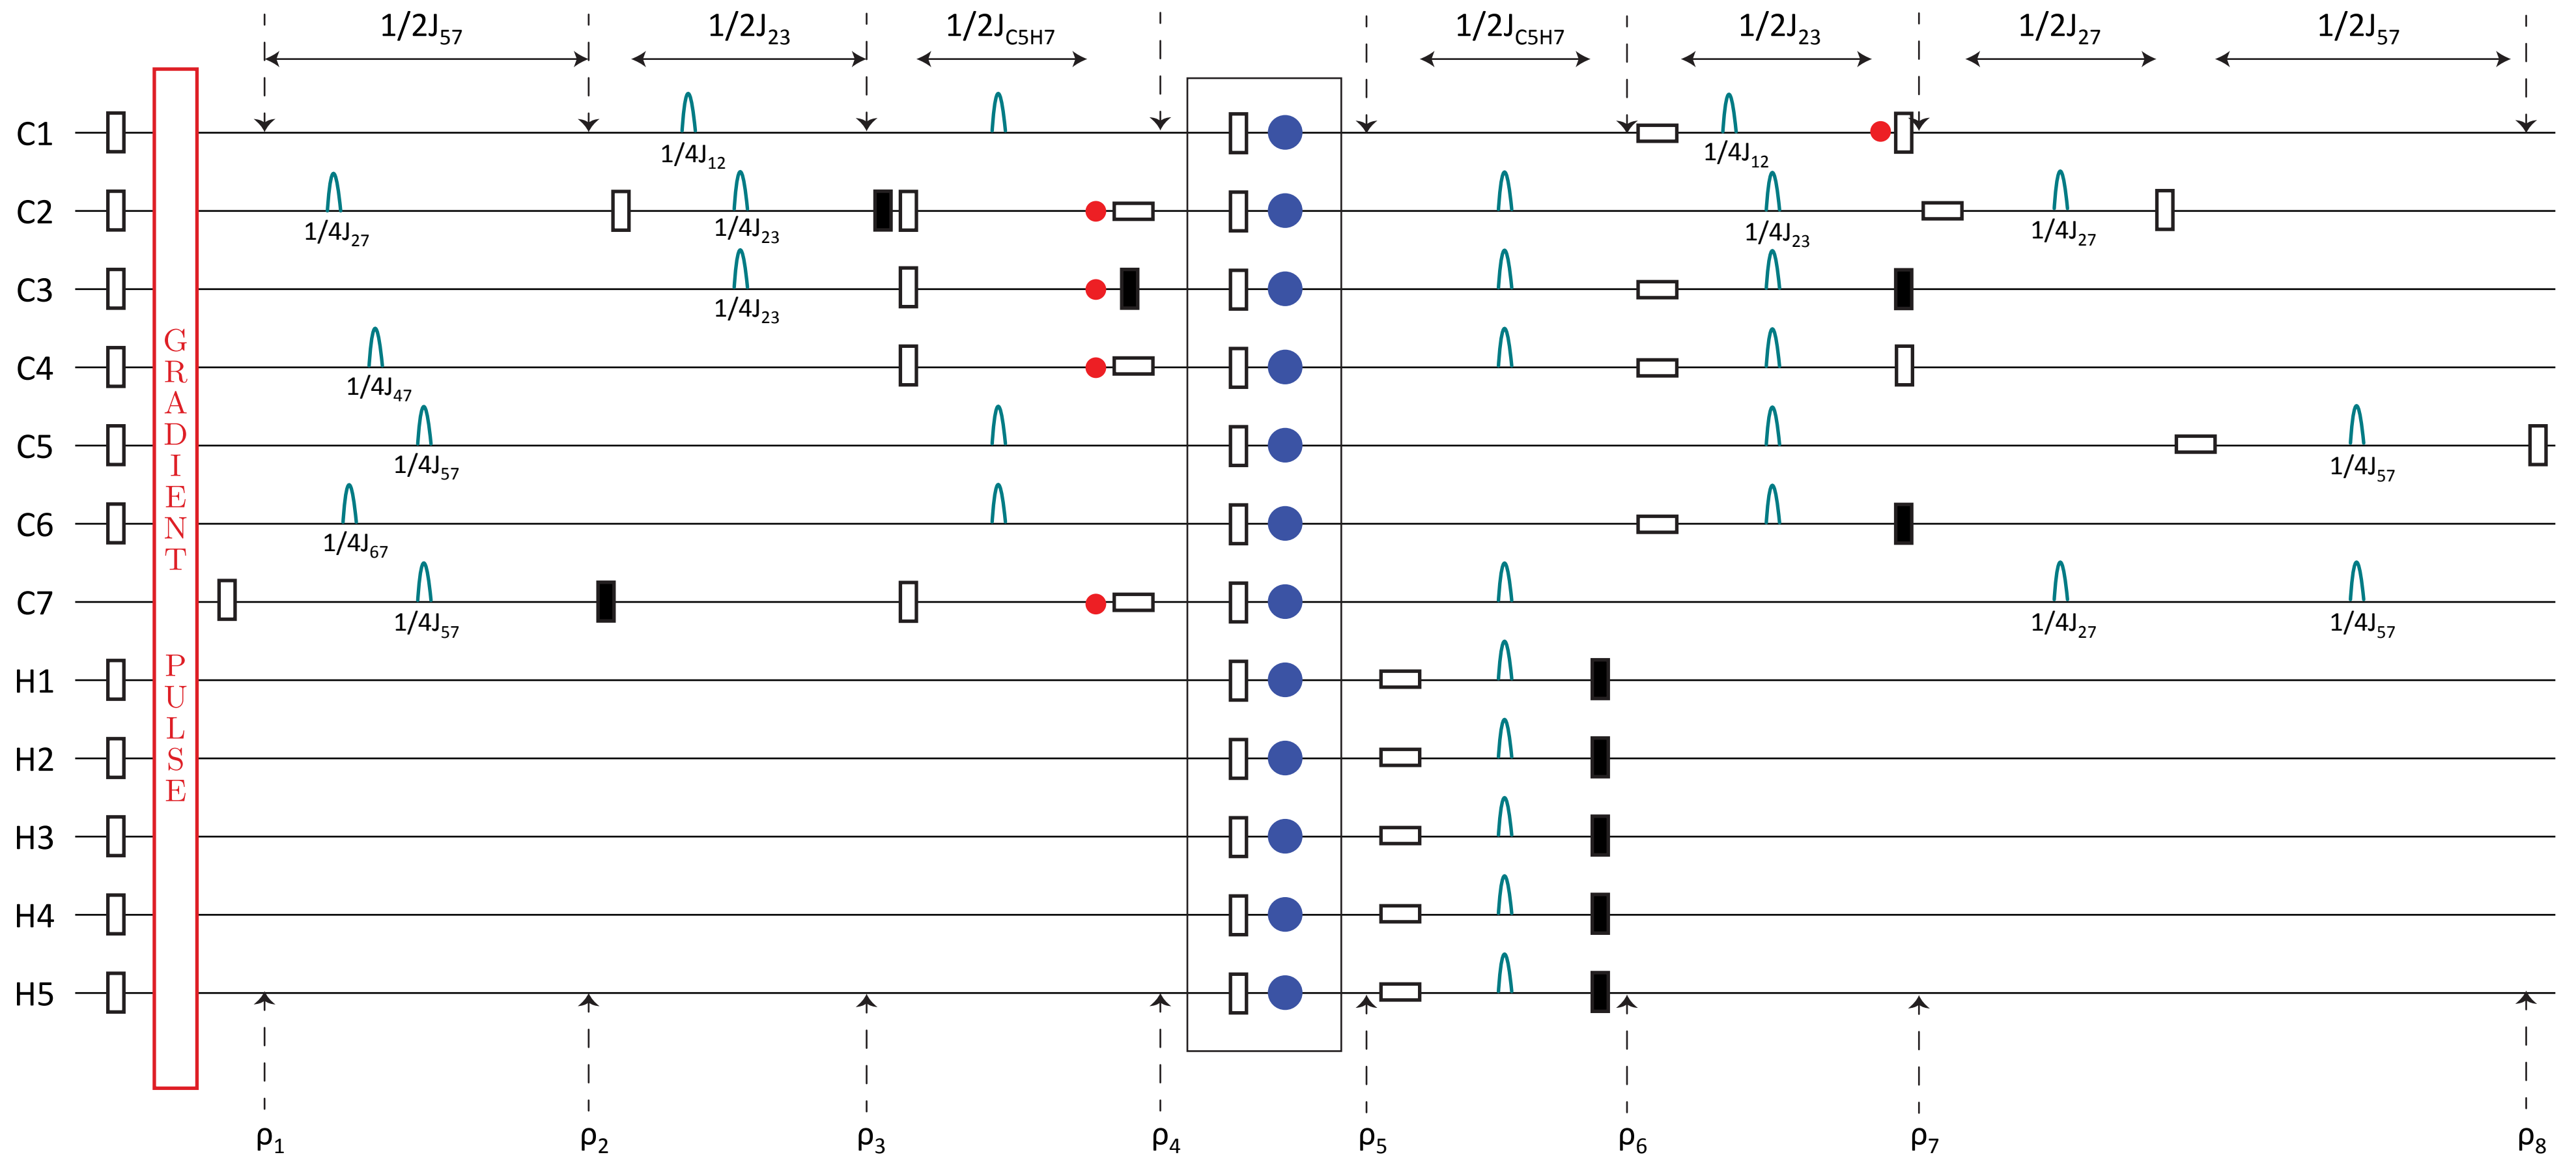 1/2J57 1/2J23 1/2JC5H7 1/2JC5H7 1/2J23 1/2J27 1/2J57
C1
1/4J12 1/4J12
C2
1/4J27 1/4J23 1/4J23 1/4J27
C3
1/4J23
C4
1/4J47
C5
1/4J57 1/4J57
C6
1/4J67
C7
1/4J57 1/4J27 1/4J57
GRADIENT PULSE
H1
H2
H3
H4
H5
ρ1 ρ2 ρ3 ρ4 ρ5 ρ6 ρ7 ρ8